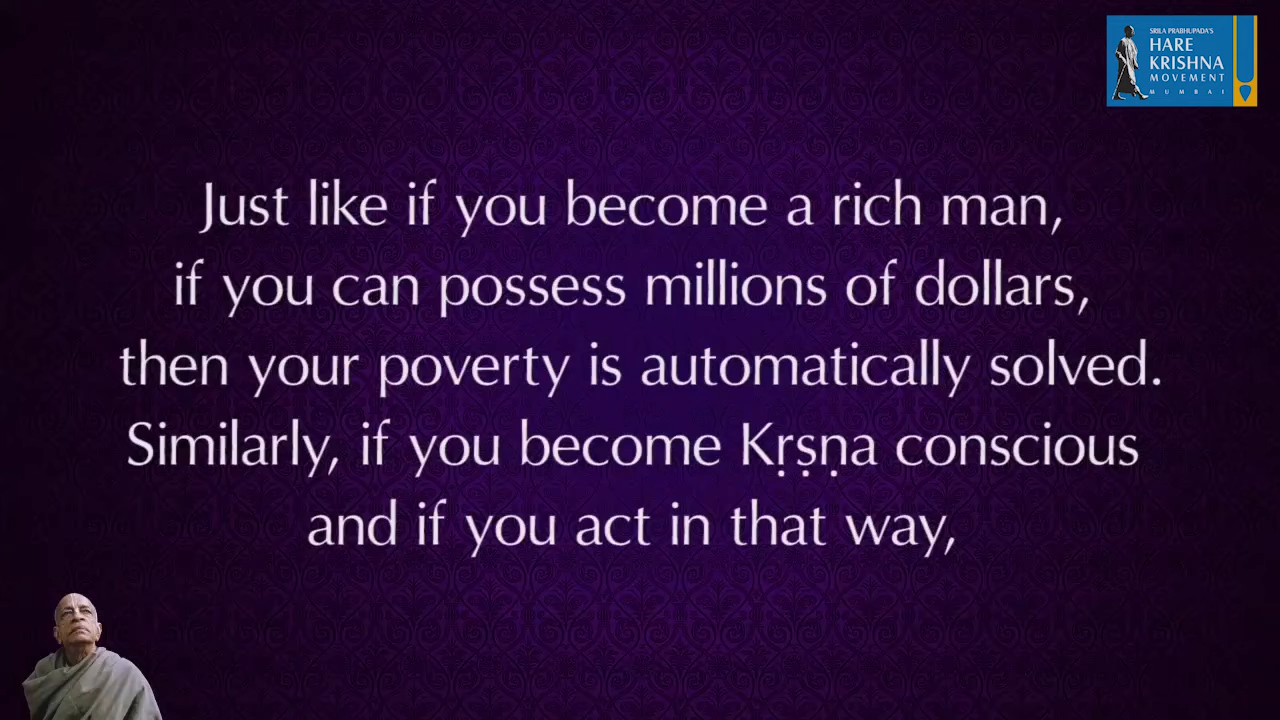 SRILA PRABHUPADA'S
HARE
KRISHNA
MOVEMENT
MUMBAI
Just like if you become a rich man,
if you can possess millions of dollars,
then your poverty is automatically solved.
Similarly, if you become Kṛṣṇa conscious
and if you act in that way,